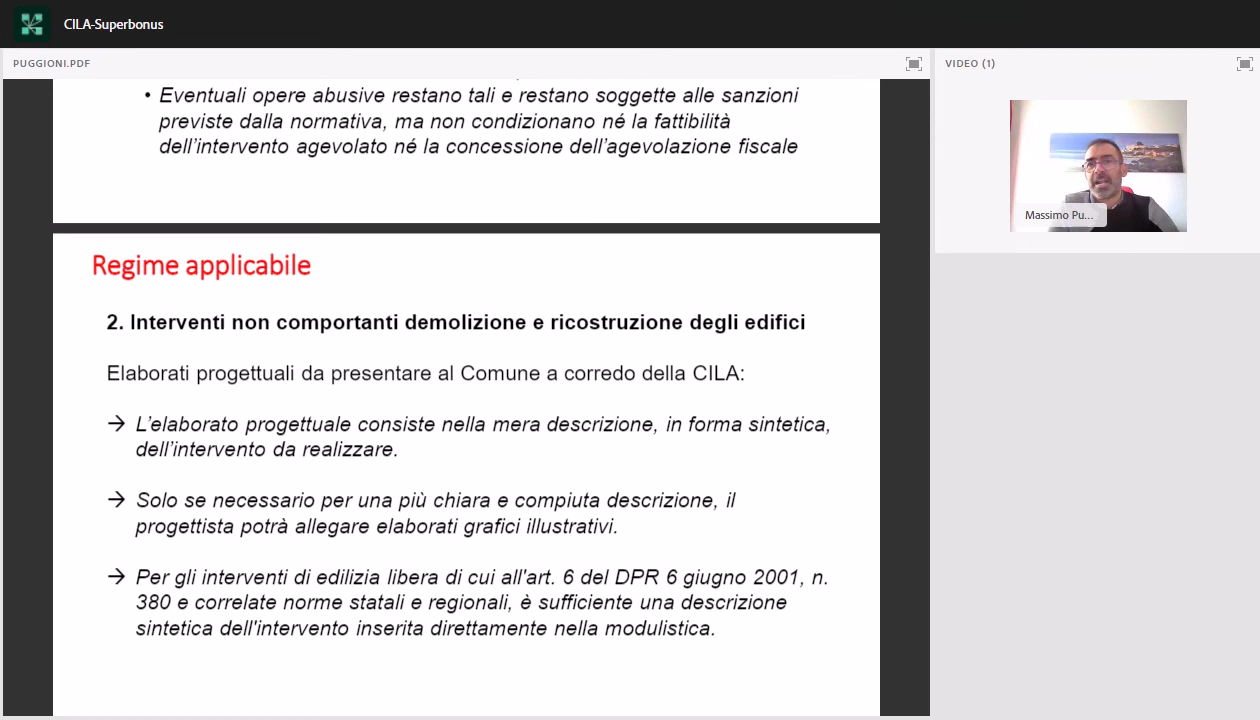 CILA-Superbonus
PUGGIONI.PDF
VIDEO (1)
• Eventuali opere abusive restano tali e restano soggette alle sanzioni
previste dalla normativa, ma non condizionano né la fattibilità
dell'intervento agevolato né la concessione dell'agevolazione fiscale
Regime applicabile
2. Interventi non comportanti demolizione e ricostruzione degli edifici
Elaborati progettuali da presentare al Comune a corredo della CILA:
→ L'elaborato progettuale consiste nella mera descrizione, in forma sintetica,
dell'intervento da realizzare.
→ Solo se necessario per una più chiara e compiuta descrizione, il
progettista potrà allegare elaborati grafici illustrativi.
→ Per gli interventi di edilizia libera di cui all'art. 6 del DPR 6 giugno 2001, n.
380 e correlate norme statali e regionali, è sufficiente una descrizione
sintetica dell'intervento inserita direttamente nella modulistica.
Massimo Pu...